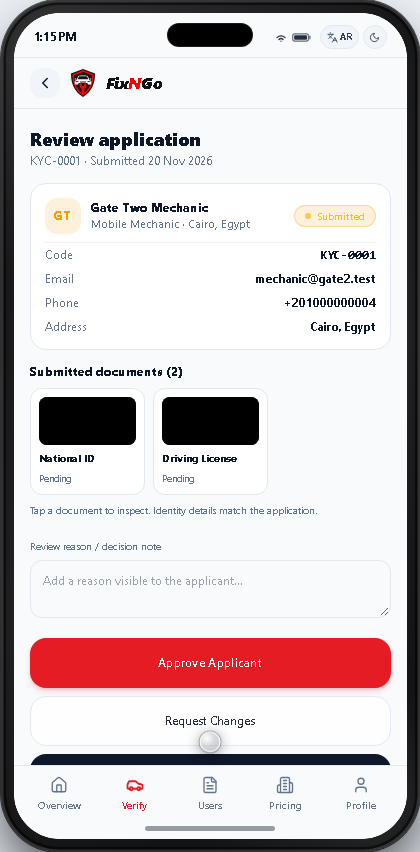 1:15 PM
AR
FixNGo
Review application
KYC-0001 · Submitted 20 Nov 2026
GT
Gate Two Mechanic
Submitted
Mobile Mechanic · Cairo, Egypt
Code
KYC-0001
Email
mechanic@gate2.test
Phone
+201000000004
Address
Cairo, Egypt
Submitted documents (2)
National ID
Driving License
Pending
Pending
Tap a document to inspect. Identity details match the application.
Review reason / decision note
Add a reason visible to the applicant...
Approve Applicant
Request Changes
Overview
Verify
Users
Pricing
Profile